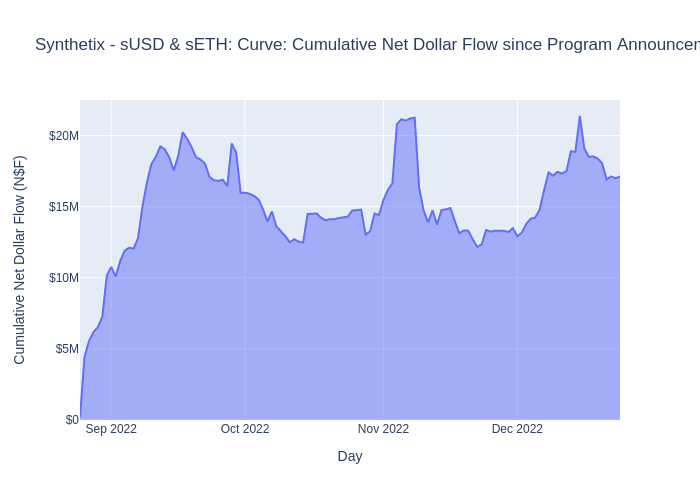 Synthetix - sUSD & sETH: Curve: Cumulative Net Dollar Flow since Program
Cumulative Net Dollar Flow (N$F)
$20M
$15M
$10M
$5M
$0
Sep 2022
Oct 2022
Nov 2022
Dec 2022
Day